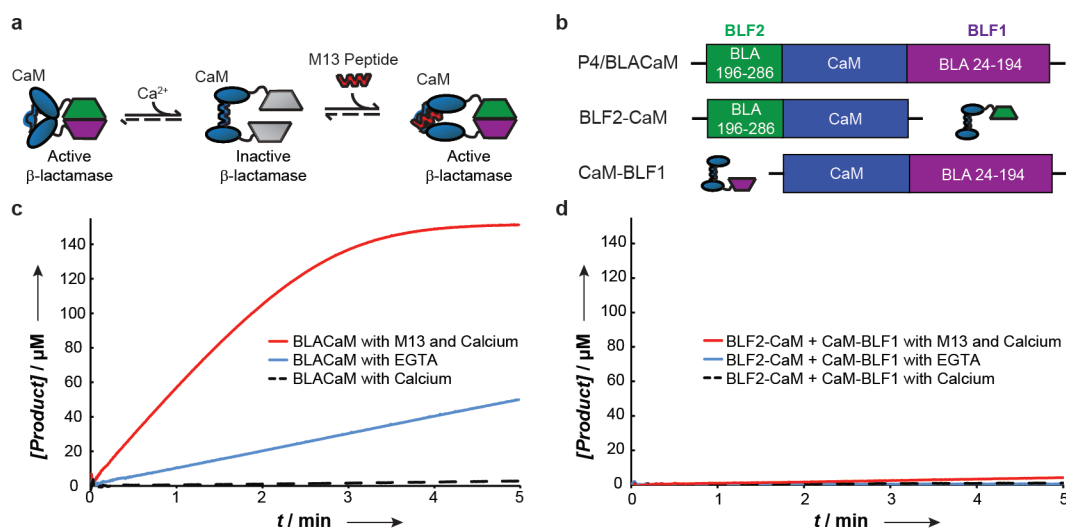 a
CaM
Ca2+
CaM
M13 Peptide
CaM
Active
β-lactamase
Inactive
β-lactamase
Active
β-lactamase
b
BLF2
BLF1
P4/BLACaM
BLA
196-286
CaM
BLA 24-194
BLF2-CaM
BLA
196-286
CaM
CaM-BLF1
CaM
BLA 24-194
c
[Product] / µM
140
120
100
80
60
40
20
0
BLACaM with M13 and Calcium
BLACaM with EGTA
BLACaM with Calcium
0 1 2 3 4 5
t / min
d
[Product] / µM
140
120
100
80
60
40
20
0
BLF2-CaM + CaM-BLF1 with M13 and Calcium
BLF2-CaM + CaM-BLF1 with EGTA
BLF2-CaM + CaM-BLF1 with Calcium
0 1 2 3 4 5
t / min